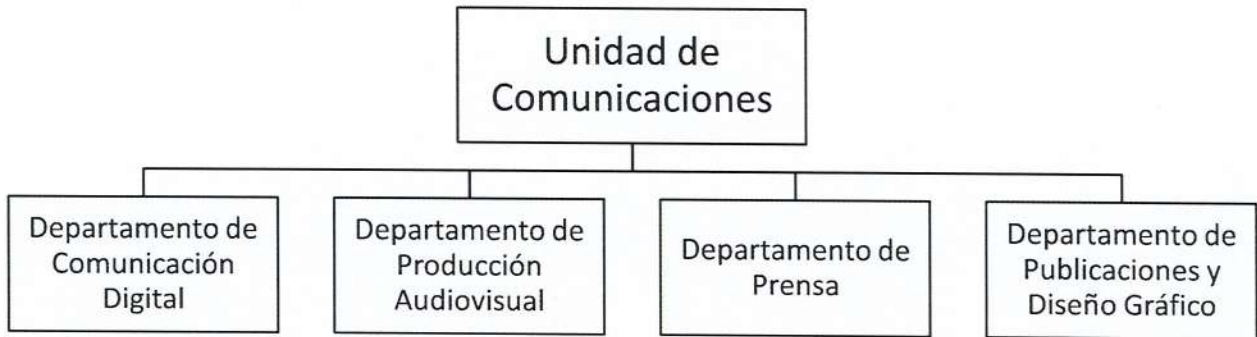 Unidad de
Comunicaciones
Departamento de
Comunicación
Digital
Departamento de
Producción
Audiovisual
Departamento de
Prensa
Departamento de
Publicaciones y
Diseño Gráfico